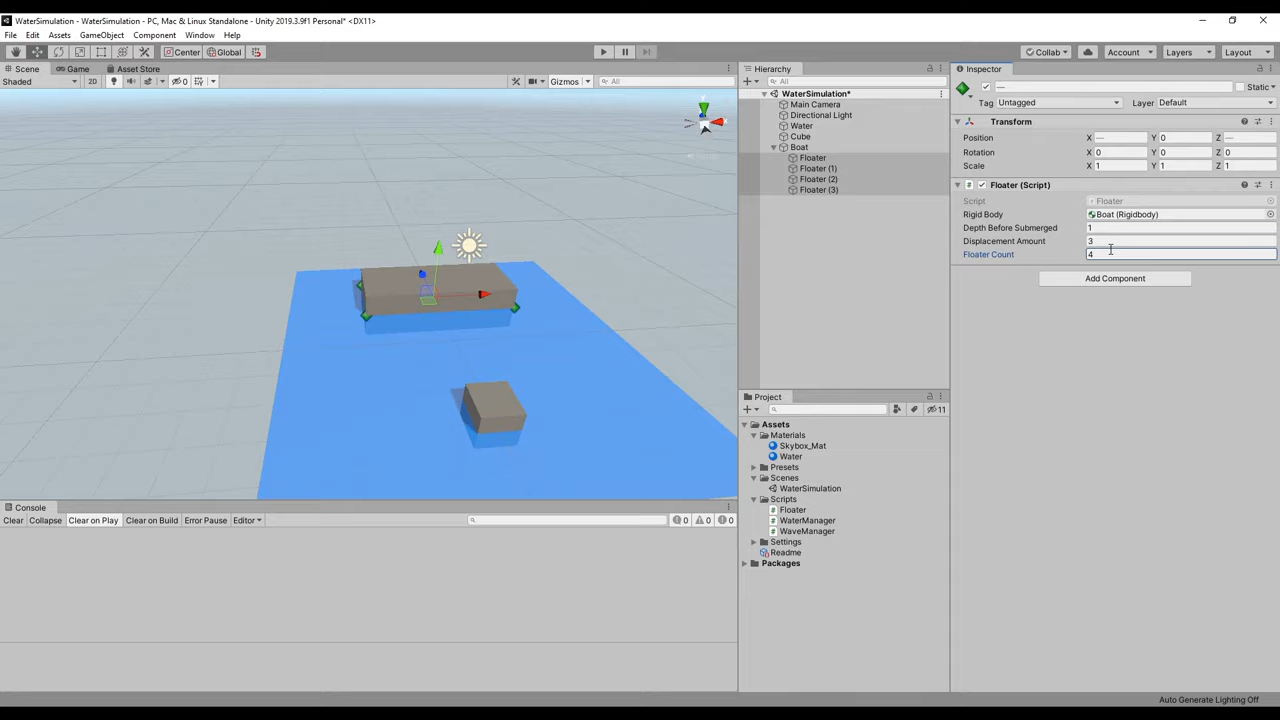 WaterSimulation - WaterSimulation - PC, Mac & Linux Standalone - Unity 2019.3.9f1 Personal* <DX11>
File Edit Assets GameObject Component Window Help
Center Global Collab Account Layers Layout
Scene Game Asset Store
Shaded 2D 0 Gizmos All
Hierarchy
All
WaterSimulation*
Main Camera
Directional Light
Water
Cube
Boat
Floater
Floater (1)
Floater (2)
Floater (3)
Inspector
— Static
Tag Untagged Layer Default
Transform
Position X — Y 0 Z —
Rotation X 0 Y 0 Z 0
Scale X 1 Y 1 Z 1
# Floater (Script)
Script Floater
Rigid Body Boat (Rigidbody)
Depth Before Submerged 1
Displacement Amount 3
Floater Count 4
Add Component
Project
11
Assets
Materials
Skybox_Mat
Water
Presets
Scenes
WaterSimulation
Scripts
Floater
WaterManager
WaveManager
Settings
Readme
Packages
Console
Clear Collapse Clear on Play Clear on Build Error Pause Editor 0 0 0
Auto Generate Lighting Off